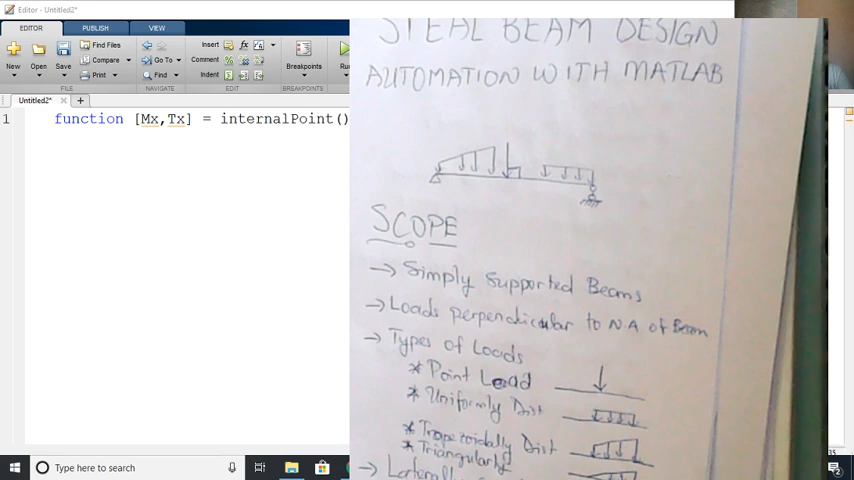 Editor - Untitled2*
EDITOR PUBLISH VIEW
New Open Save
Find Files
Compare
Print
Go To
Find
FILE
NAVIGATE
Insert
Comment
Indent
EDIT
Breakpoints
BREAKPOINTS
Untitled2*
1 function [Mx,Tx] = internalPoint()
STEAL BEAM DESIGN
AUTOMATION WITH MATLAB
SCOPE
→ Simply Supported Beams
→ Loads perpendicular to N.A of Beam
→ Types of Loads
* Point Load
* Uniformly Dist
* Trapezoidally Dist
* Triangularly
Type here to search